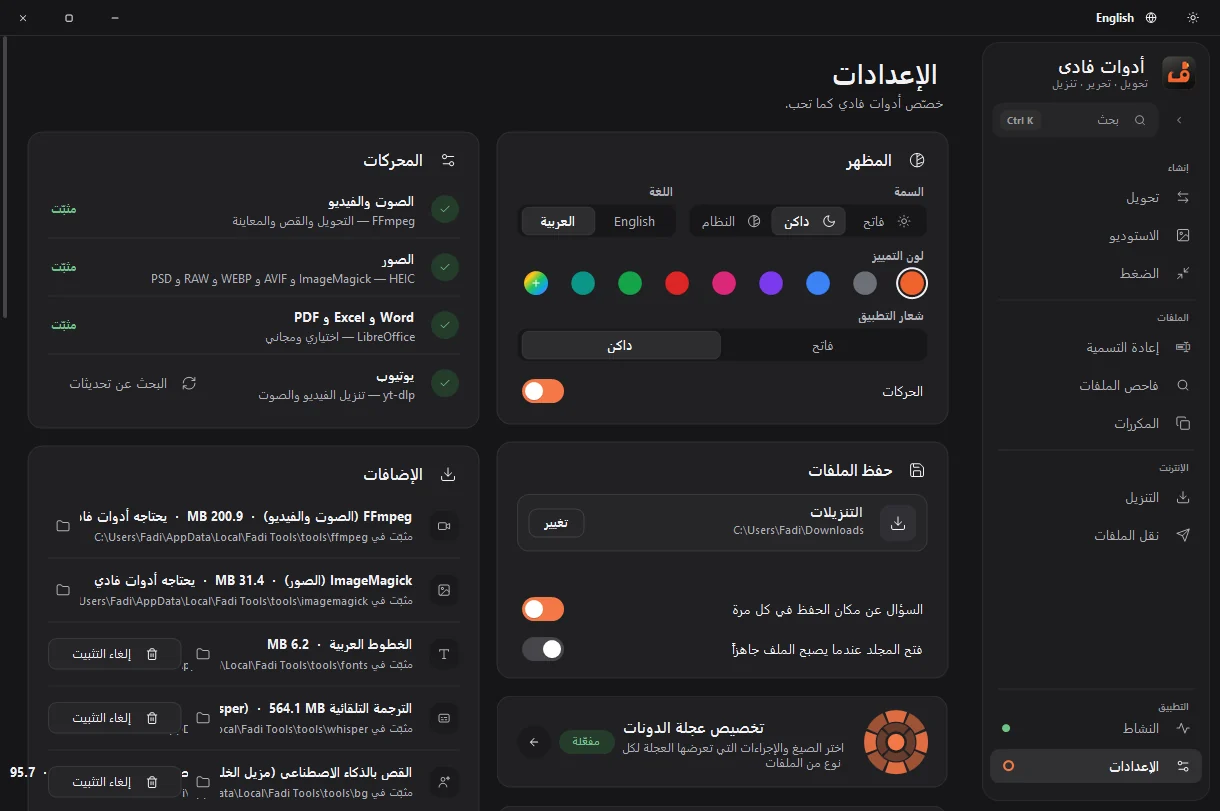 English
أدوات فادي
تحويل · تحرير · تنزيل
بحث
Ctrl K
إنشاء
تحويل
الاستوديو
الضغط
الملفات
إعادة التسمية
فاحص الملفات
المكررات
الإنترنت
التنزيل
نقل الملفات
التطبيق
النشاط
الإعدادات
الإعدادات
خصّص أدوات فادي كما تحب.
المظهر
السمة
اللغة
فاتح
داكن
النظام
English
العربية
لون التمييز
شعار التطبيق
فاتح
داكن
الحركات
حفظ الملفات
التنزيلات
C:\Users\Fadi\Downloads
تغيير
السؤال عن مكان الحفظ في كل مرة
فتح المجلد عندما يصبح الملف جاهزاً
تخصيص عجلة الدونات
اختر الصيغ والإجراءات التي تعرضها العجلة لكل
نوع من الملفات
مفعّلة
المحركات
الصوت والفيديو
FFmpeg — التحويل والقص والمعاينة
مثبّت
الصور
ImageMagick — HEIC و AVIF و WEBP و RAW و PSD
مثبّت
Word و Excel و PDF
LibreOffice — اختياري ومجاني
مثبّت
يوتيوب
yt-dlp — تنزيل الفيديو والصوت
البحث عن تحديثات
الإضافات
FFmpeg (الصوت والفيديو) · 200.9 MB · يحتاجه أدوات
مثبّت في C:\Users\Fadi\AppData\Local\Fadi Tools\tools\ffmpeg
ImageMagick (الصور) · 31.4 MB · يحتاجه أدوات فادي
مثبّت في Users\Fadi\AppData\Local\Fadi Tools\tools\imagemagick
الخطوط العربية · 6.2 MB
مثبّت في \Local\Fadi Tools\tools\fonts
إلغاء التثبيت
الترجمة التلقائية 564.1 MB · (sper
مثبّت في ocal\Fadi Tools\tools\whisper
إلغاء التثبيت
القص بالذكاء الاصطناعي (مزيل الخل
95.7 ·
مثبّت في ata\Local\Fadi Tools\tools\bg
إلغاء التثبيت